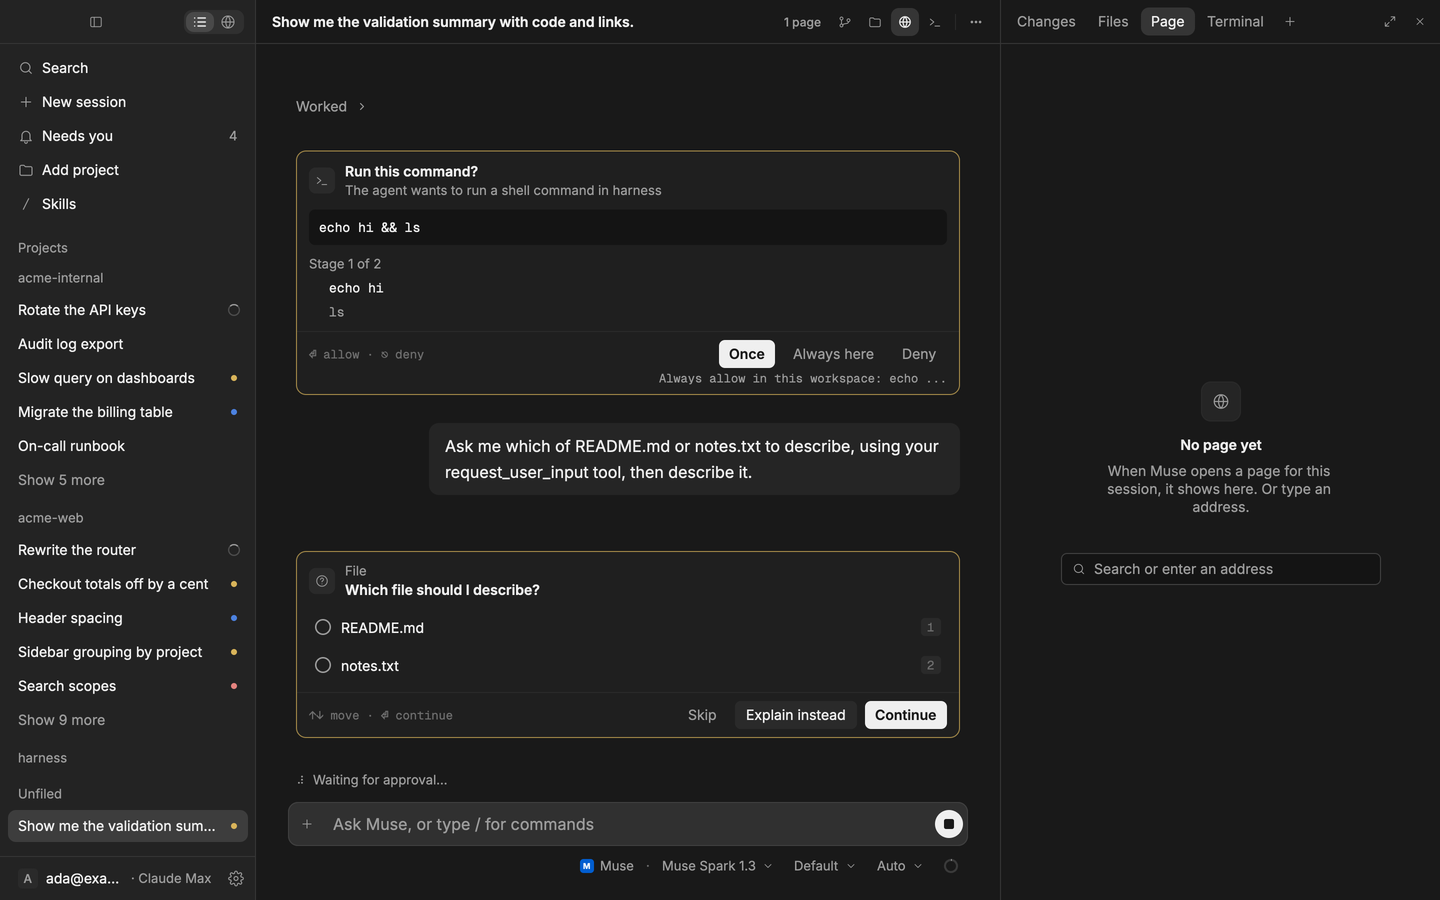 Search
New session
Needs you 4
Add project
Skills
Projects
acme-internal
Rotate the API keys
Audit log export
Slow query on dashboards
Migrate the billing table
On-call runbook
Show 5 more
acme-web
Rewrite the router
Checkout totals off by a cent
Header spacing
Sidebar grouping by project
Search scopes
Show 9 more
harness
Unfiled
Show me the validation sum...
A ada@exa... · Claude Max
Show me the validation summary with code and links.
1 page
Worked
Run this command?
The agent wants to run a shell command in harness
echo hi && ls
Stage 1 of 2
echo hi
ls
allow · deny
Once Always here Deny
Always allow in this workspace: echo ...
Ask me which of README.md or notes.txt to describe, using your
request_user_input tool, then describe it.
File
Which file should I describe?
README.md 1
notes.txt 2
move · continue
Skip Explain instead Continue
Waiting for approval...
Ask Muse, or type / for commands
M Muse · Muse Spark 1.3 Default Auto
Changes Files Page Terminal
No page yet
When Muse opens a page for this
session, it shows here. Or type an
address.
Search or enter an address